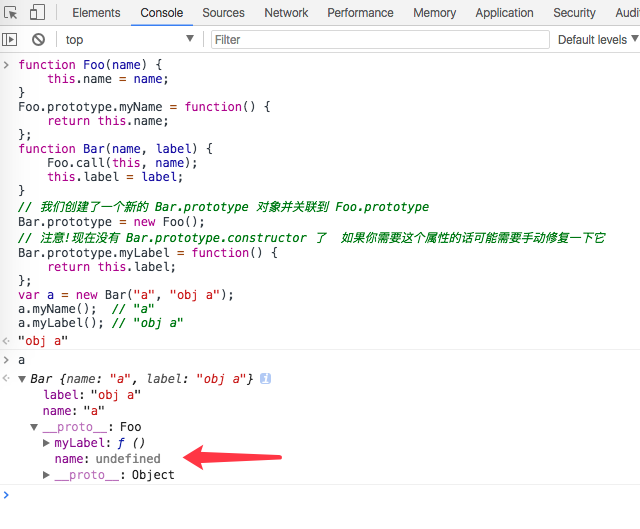 Elements Console Sources Network Performance Memory Application Security Audi
top Filter Default levels
function Foo(name) {
this.name = name;
}
Foo.prototype.myName = function() {
return this.name;
};
function Bar(name, label) {
Foo.call(this, name);
this.label = label;
}
// 我们创建了一个新的 Bar.prototype 对象并关联到 Foo.prototype
Bar.prototype = new Foo();
// 注意!现在没有 Bar.prototype.constructor 了 如果你需要这个属性的话可能需要手动修复一下它
Bar.prototype.myLabel = function() {
return this.label;
};
var a = new Bar("a", "obj a");
a.myName(); // "a"
a.myLabel(); // "obj a"
"obj a"
a
Bar {name: "a", label: "obj a"} i
label: "obj a"
name: "a"
__proto__: Foo
myLabel: ƒ ()
name: undefined
__proto__: Object